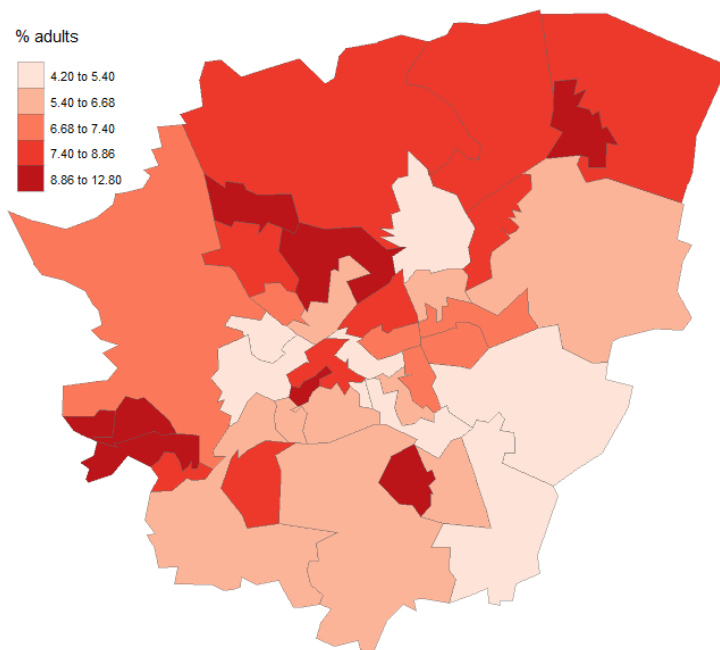 % adults
4.20 to 5.40
5.40 to 6.68
6.68 to 7.40
7.40 to 8.86
8.86 to 12.80